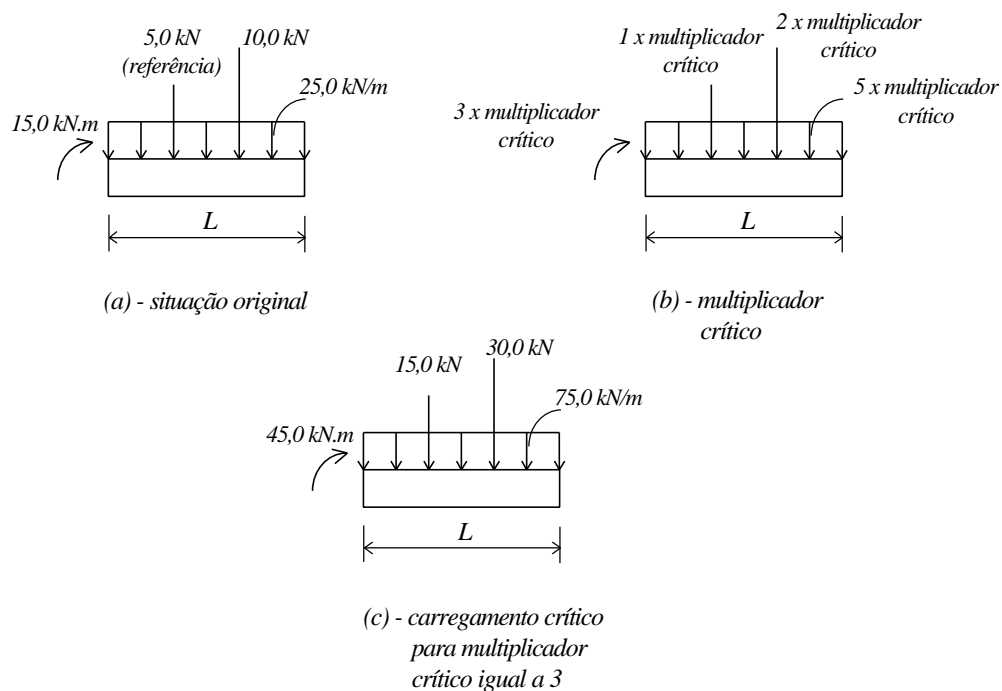 5,0 kN
(referência)
10,0 kN
25,0 kN/m
15,0 kN.m
L
(a) - situação original
1 x multiplicador
crítico
2 x multiplicador
crítico
5 x multiplicador
crítico
3 x multiplicador
crítico
L
(b) - multiplicador
crítico
15,0 kN
30,0 kN
75,0 kN/m
45,0 kN.m
L
(c) - carregamento crítico
para multiplicador
crítico igual a 3